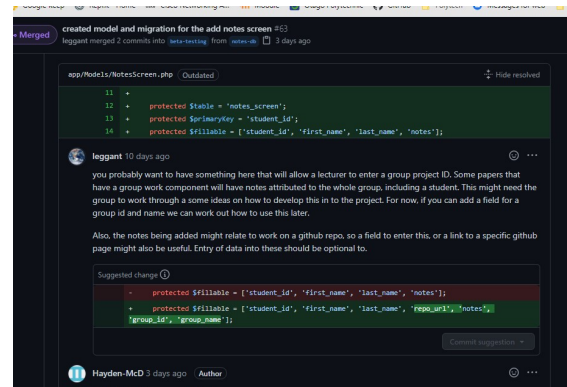 Google Keep
Cisco Networking A...
Moodle
Otago Polytechnic
GitHub
Messages for web
Merged
created model and migration for the add notes screen #63
leggant merged 2 commits into beta-testing from notes-db 3 days ago
app/Models/NotesScreen.php Outdated
Hide resolved
11 +
12 + protected $table = 'notes_screen';
13 + protected $primaryKey = 'student_id';
14 + protected $fillable = ['student_id', 'first_name', 'last_name', 'notes'];
leggant 10 days ago
you probably want to have something here that will allow a lecturer to enter a group project ID. Some papers that
have a group work component will have notes attributed to the whole group, including a student. This might need the
group to work through a some ideas on how to develop this in to the project. For now, if you can add a field for a
group id and name we can work out how to use this later.
Also, the notes being added might relate to work on a github repo, so a field to enter this, or a link to a specific github
page might also be useful. Entry of data into these should be optional to.
Suggested change
- protected $fillable = ['student_id', 'first_name', 'last_name', 'notes'];
+ protected $fillable = ['student_id', 'first_name', 'last_name', 'repo_url', 'notes',
'group_id', 'group_name'];
Commit suggestion
Hayden-McD 3 days ago Author